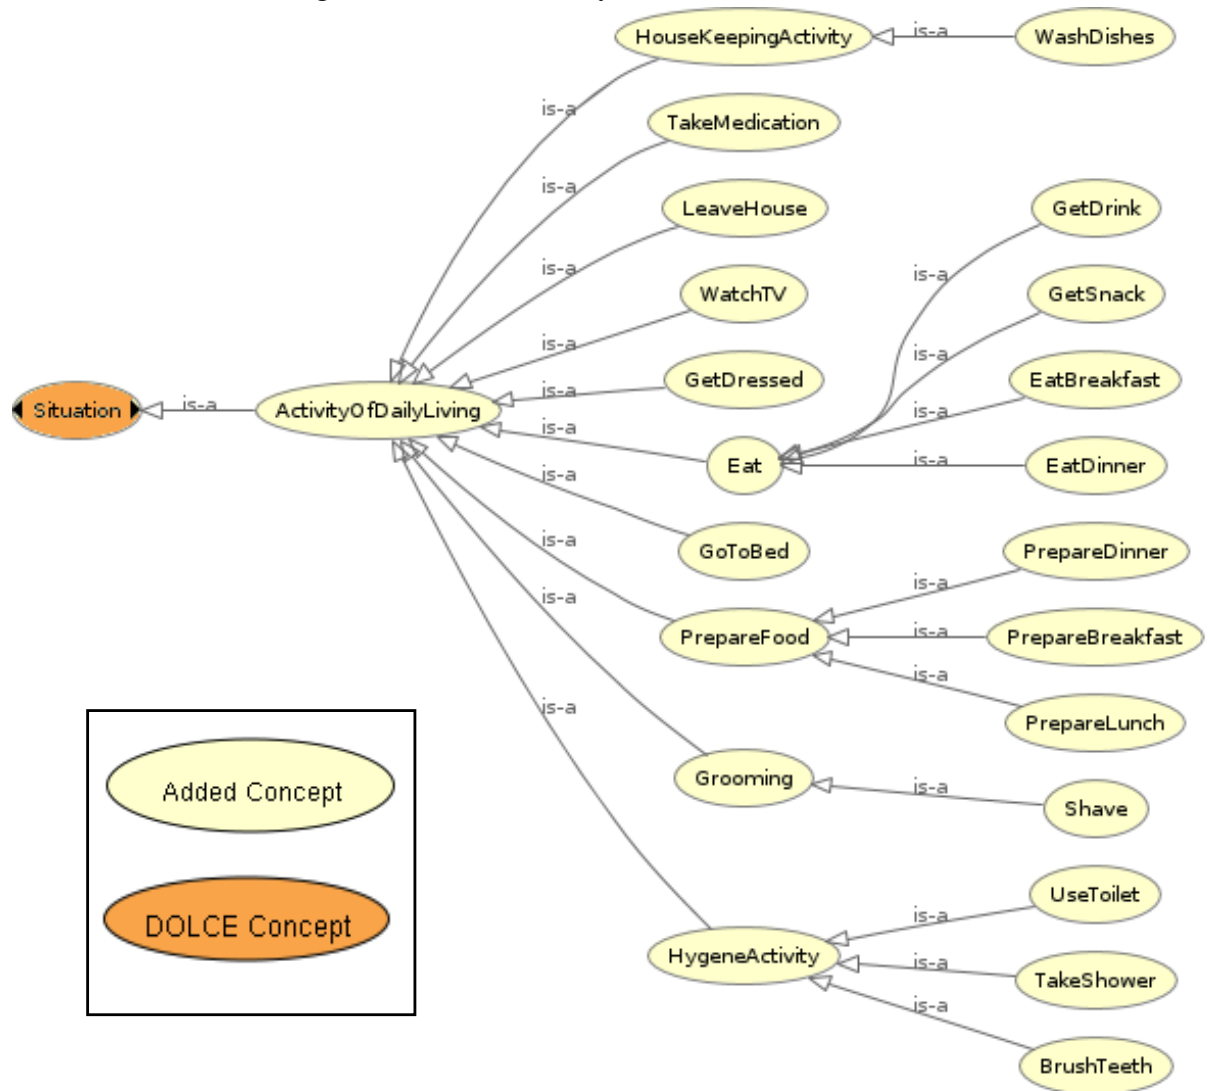 HouseKeepingActivity
is-a
WashDishes
is-a
TakeMedication
is-a
LeaveHouse
GetDrink
is-a
is-a
WatchTV
GetSnack
is-a
is-a
GetDressed
EatBreakfast
is-a
Situation
is-a
ActivityOfDailyLiving
is-a
is-a
Eat
is-a
EatDinner
is-a
GoToBed
is-a
PrepareDinner
is-a
is-a
PrepareFood
is-a
PrepareBreakfast
is-a
is-a
PrepareLunch
Grooming
is-a
Shave
Added Concept
UseToilet
is-a
DOLCE Concept
HygeneActivity
is-a
TakeShower
is-a
BrushTeeth